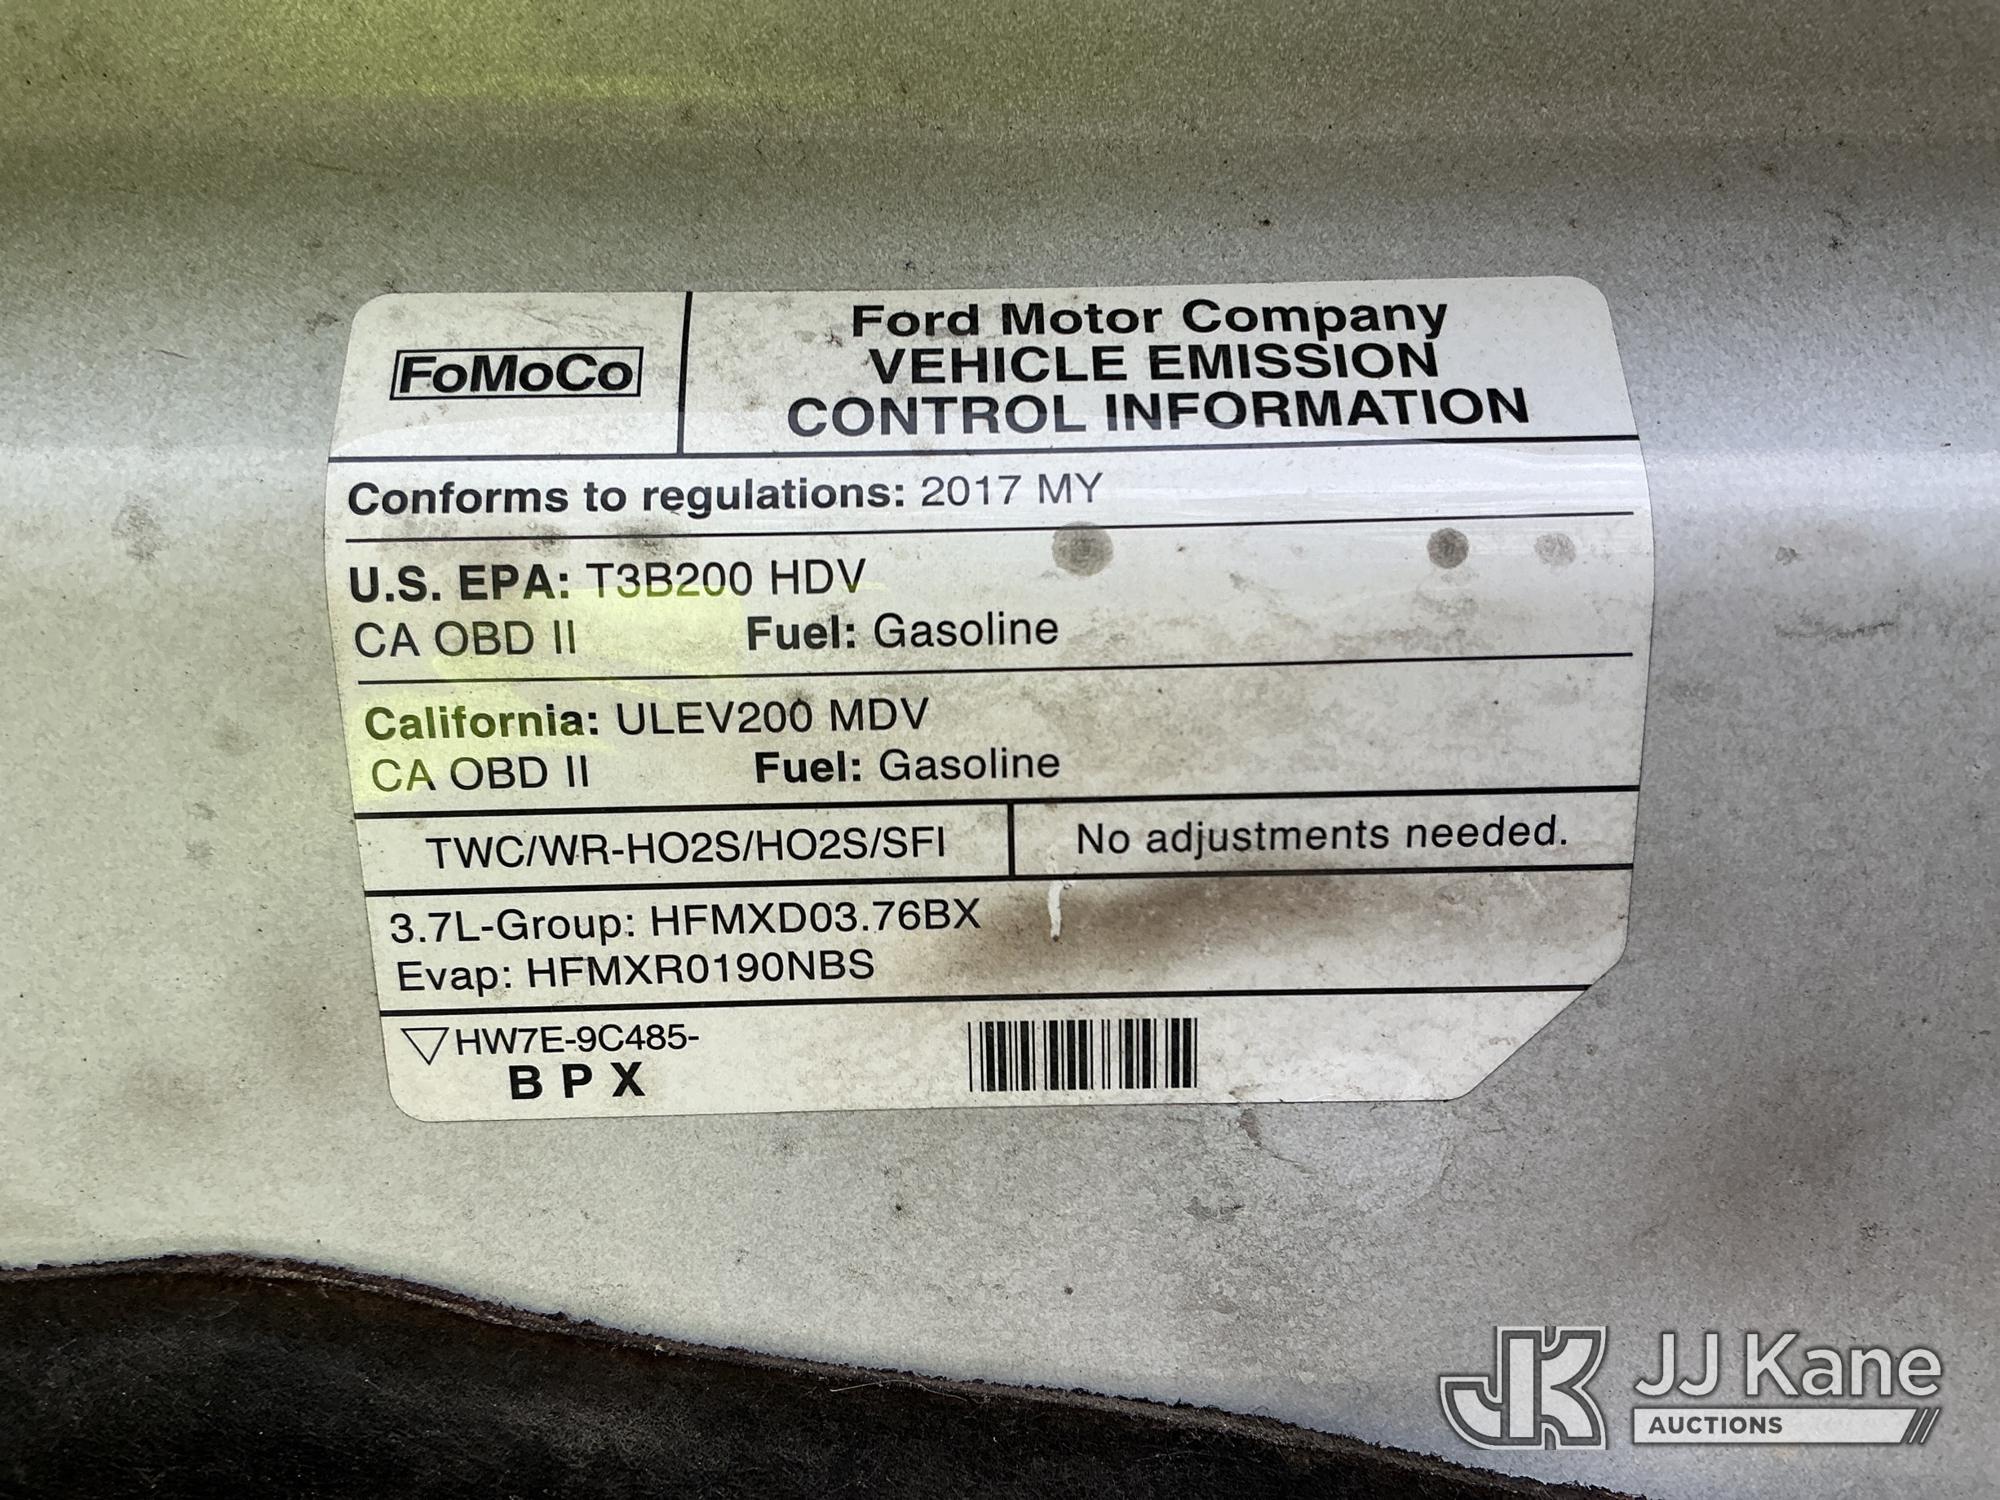 FoMoCo
Ford Motor Company
VEHICLE EMISSION
CONTROL INFORMATION
Conforms to regulations: 2017 MY
U.S. EPA: T3B200 HDV
CA OBD II Fuel: Gasoline
California: ULEV200 MDV
CA OBD II Fuel: Gasoline
TWC/WR-HO2S/HO2S/SFI
No adjustments needed.
3.7L-Group: HFMXD03.76BX
Evap: HFMXR0190NBS
HW7E-9C485-
B P X
JK JJ Kane
AUCTIONS